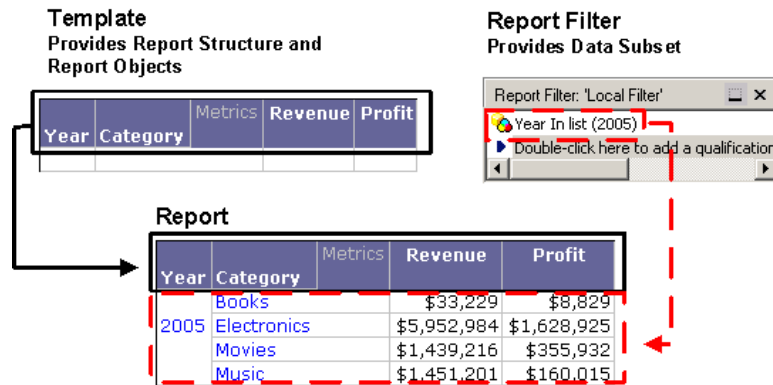 Template
Provides Report Structure and
Report Objects
Report Filter
Provides Data Subset
Year Category Metrics Revenue Profit
Report Filter: 'Local Filter'
Year In list (2005)
Double-click here to add a qualification
Report
Year Category Metrics Revenue Profit
Books $33,229 $8,829
2005 Electronics $5,952,984 $1,628,925
Movies $1,439,216 $355,932
Music $1,451,201 $160,015